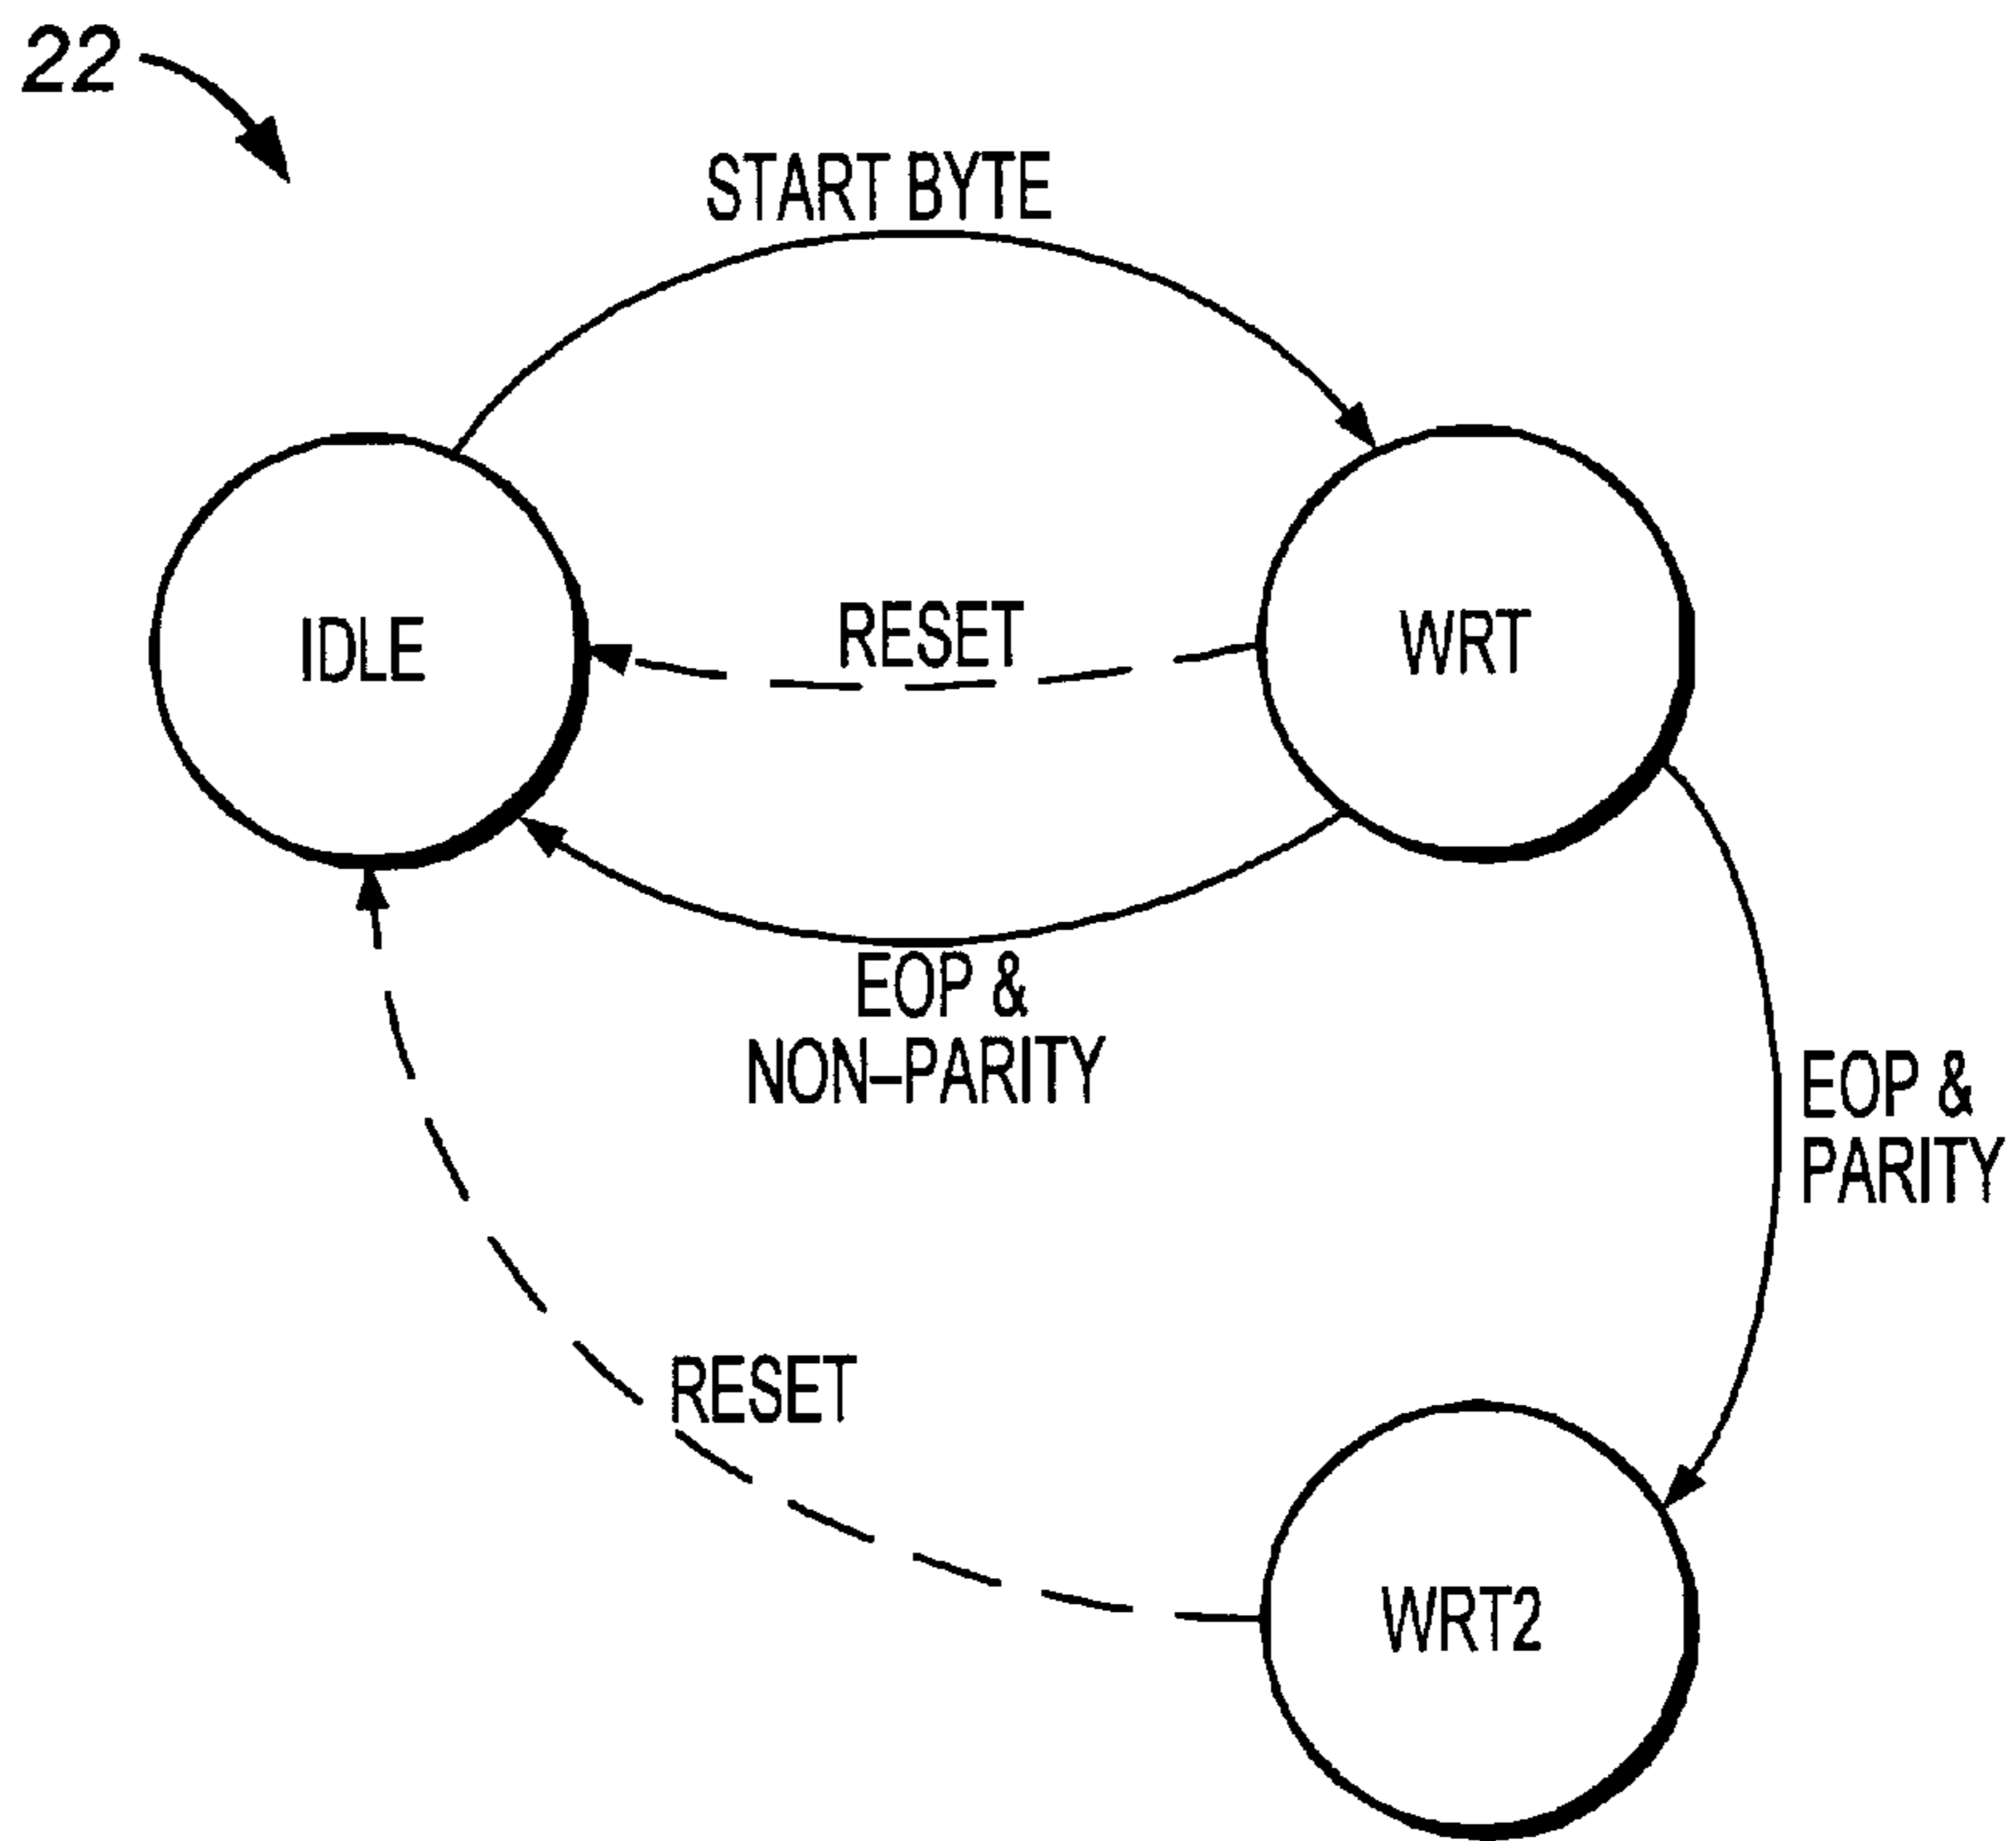 22
START BYTE
IDLE
RESET
WRT
EOP &
NON–PARITY
EOP &
PARITY
RESET
WRT2